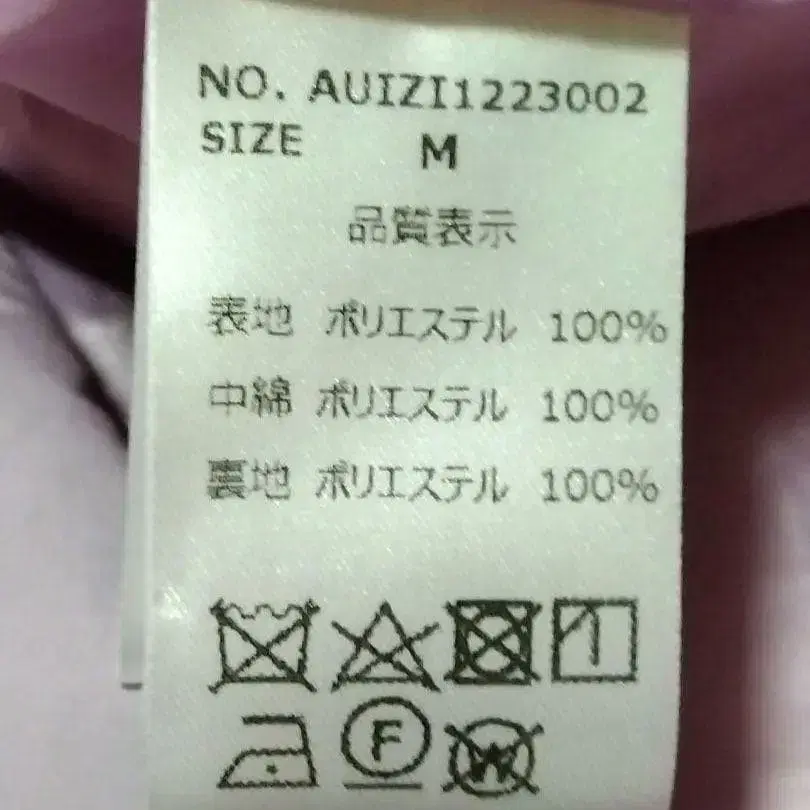 NO. AUIZI1223002
SIZE M
品質表示
表地 ポリエステル 100%
中綿 ポリエステル 100%
裏地 ポリエステル 100%
F W